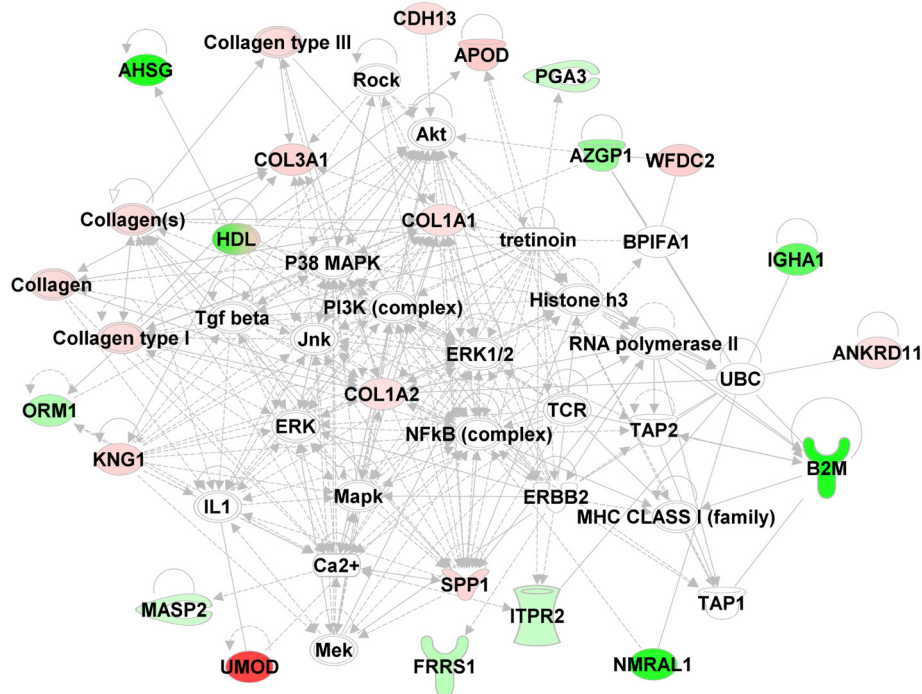 CDH13
Collagen type III
APOD
AHSG
Rock
PGA3
Akt
COL3A1
AZGP1
WFDC2
Collagen(s)
COL1A1
HDL
tretinoin
BPIFA1
IGHA1
P38 MAPK
Collagen
Histone h3
PI3K (complex)
Tgf beta
Collagen type I
Jnk
RNA polymerase II
ERK1/2
ANKRD11
UBC
COL1A2
ORM1
TCR
ERK
NFkB (complex)
TAP2
KNG1
B2M
Mapk
ERBB2
IL1
MHC CLASS I (family)
Ca2+
SPP1
MASP2
ITPR2
TAP1
Mek
UMOD
FRRS1
NMRAL1